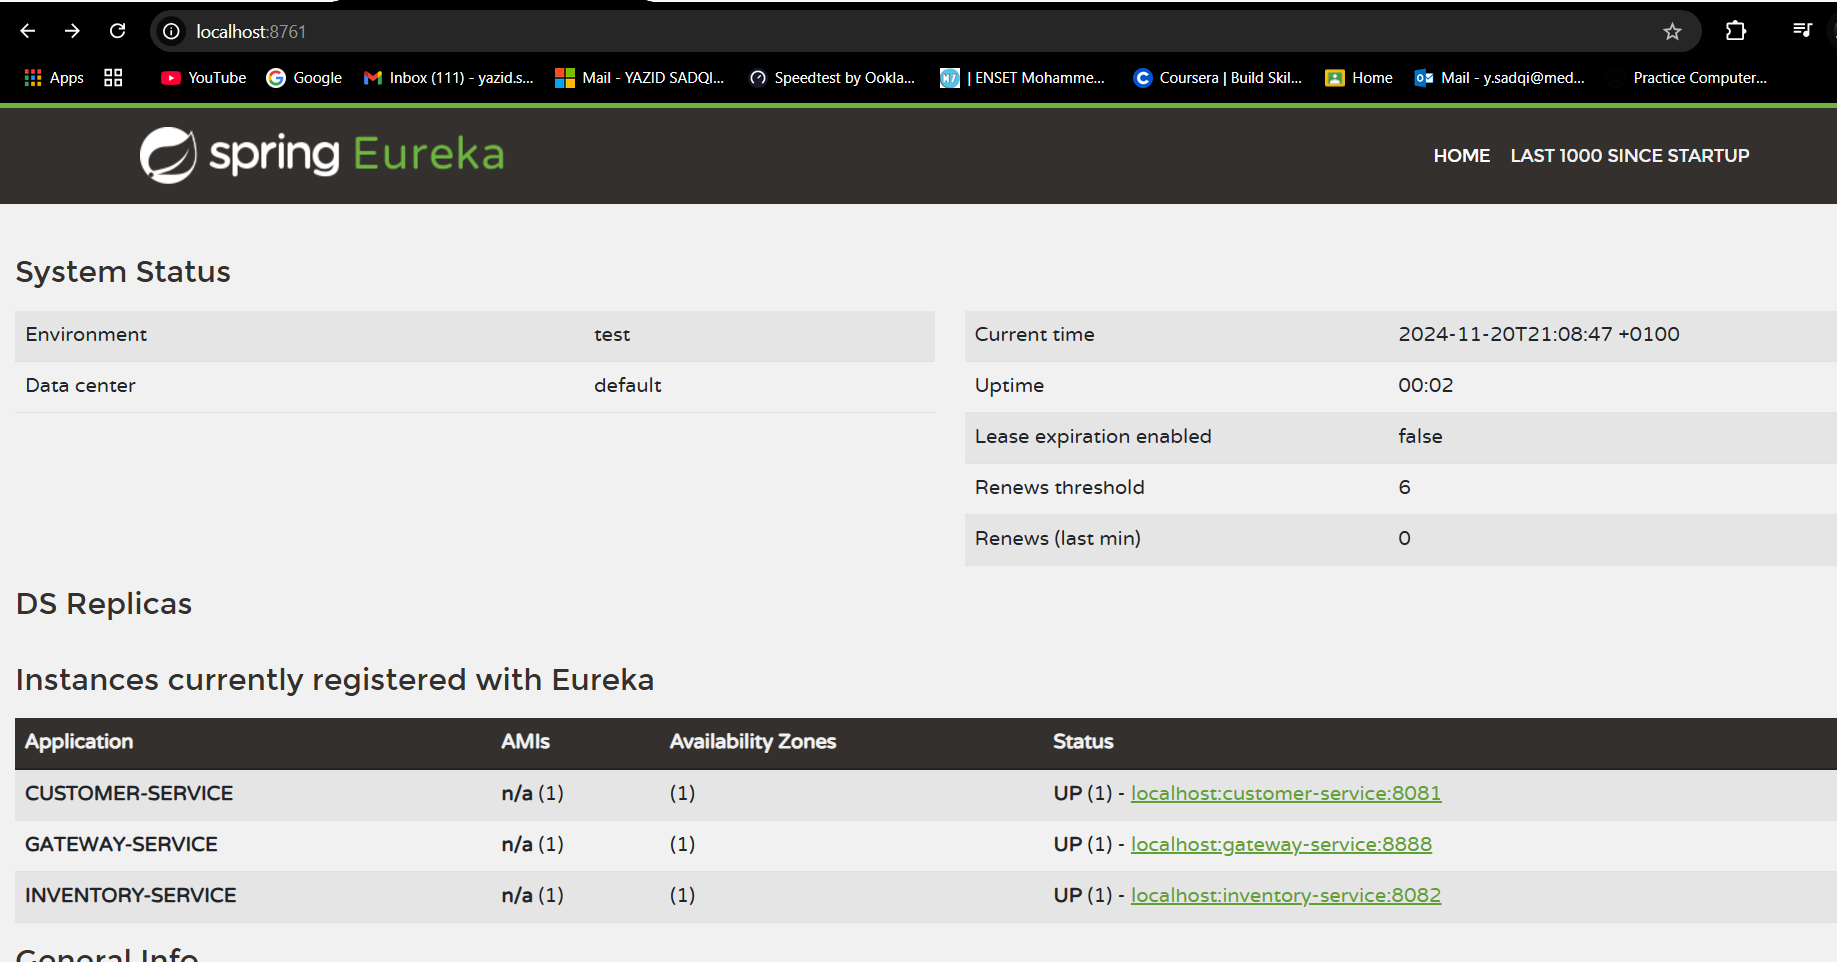 localhost:8761
Apps YouTube Google Inbox (111) - yazid.s... Mail - YAZID SADQI... Speedtest by Ookla... | ENSET Mohamme... Coursera | Build Skil... Home Mail - y.sadqi@med... Practice Computer...
spring Eureka
HOME LAST 1000 SINCE STARTUP
System Status
Environment test
Data center default
Current time 2024-11-20T21:08:47 +0100
Uptime 00:02
Lease expiration enabled false
Renews threshold 6
Renews (last min) 0
DS Replicas
Instances currently registered with Eureka
Application AMIs Availability Zones Status
CUSTOMER-SERVICE n/a (1) (1) UP (1) - localhost:customer-service:8081
GATEWAY-SERVICE n/a (1) (1) UP (1) - localhost:gateway-service:8888
INVENTORY-SERVICE n/a (1) (1) UP (1) - localhost:inventory-service:8082
General Info